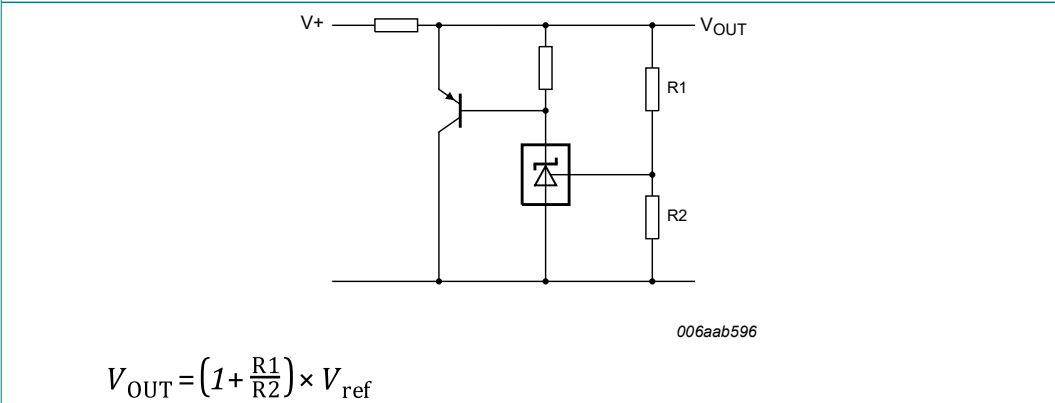 V+
VOUT
R1
R2
006aab596
VOUT = (1 + R1/R2) × Vref